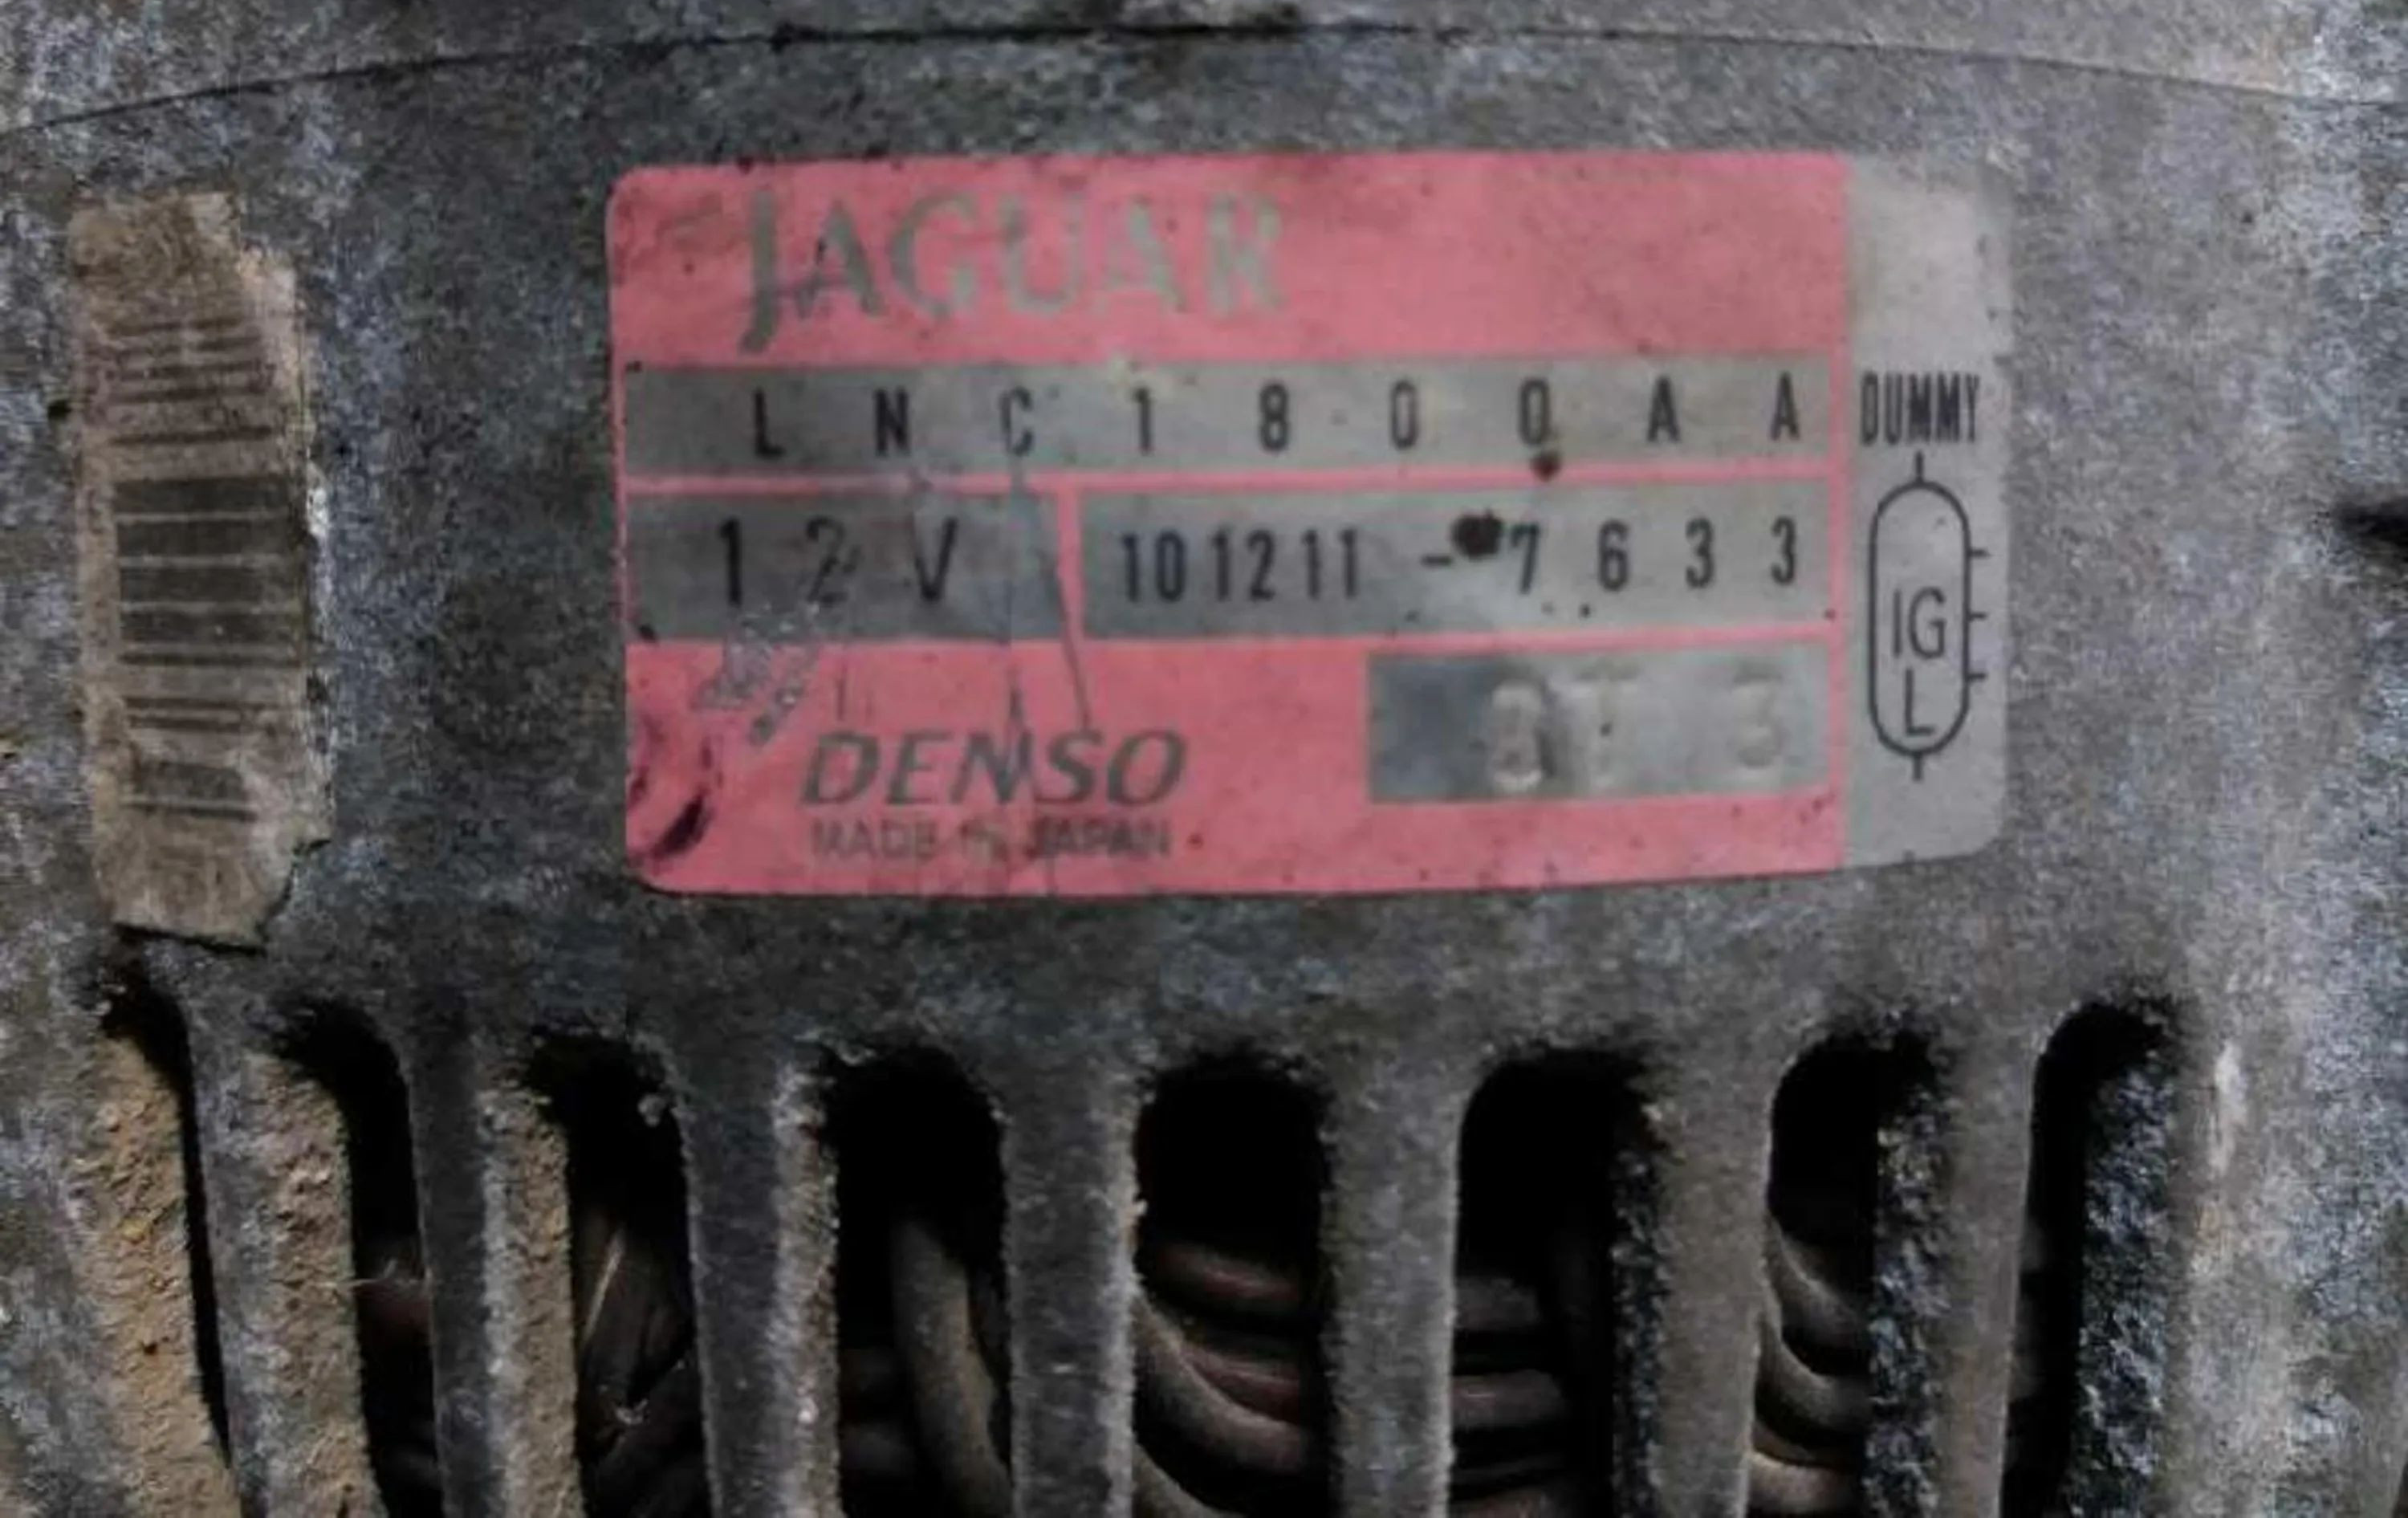 JAGUAR
LNC1800AA
12V 101211-7633
DENSO
MADE IN JAPAN
DUMMY
IG
L